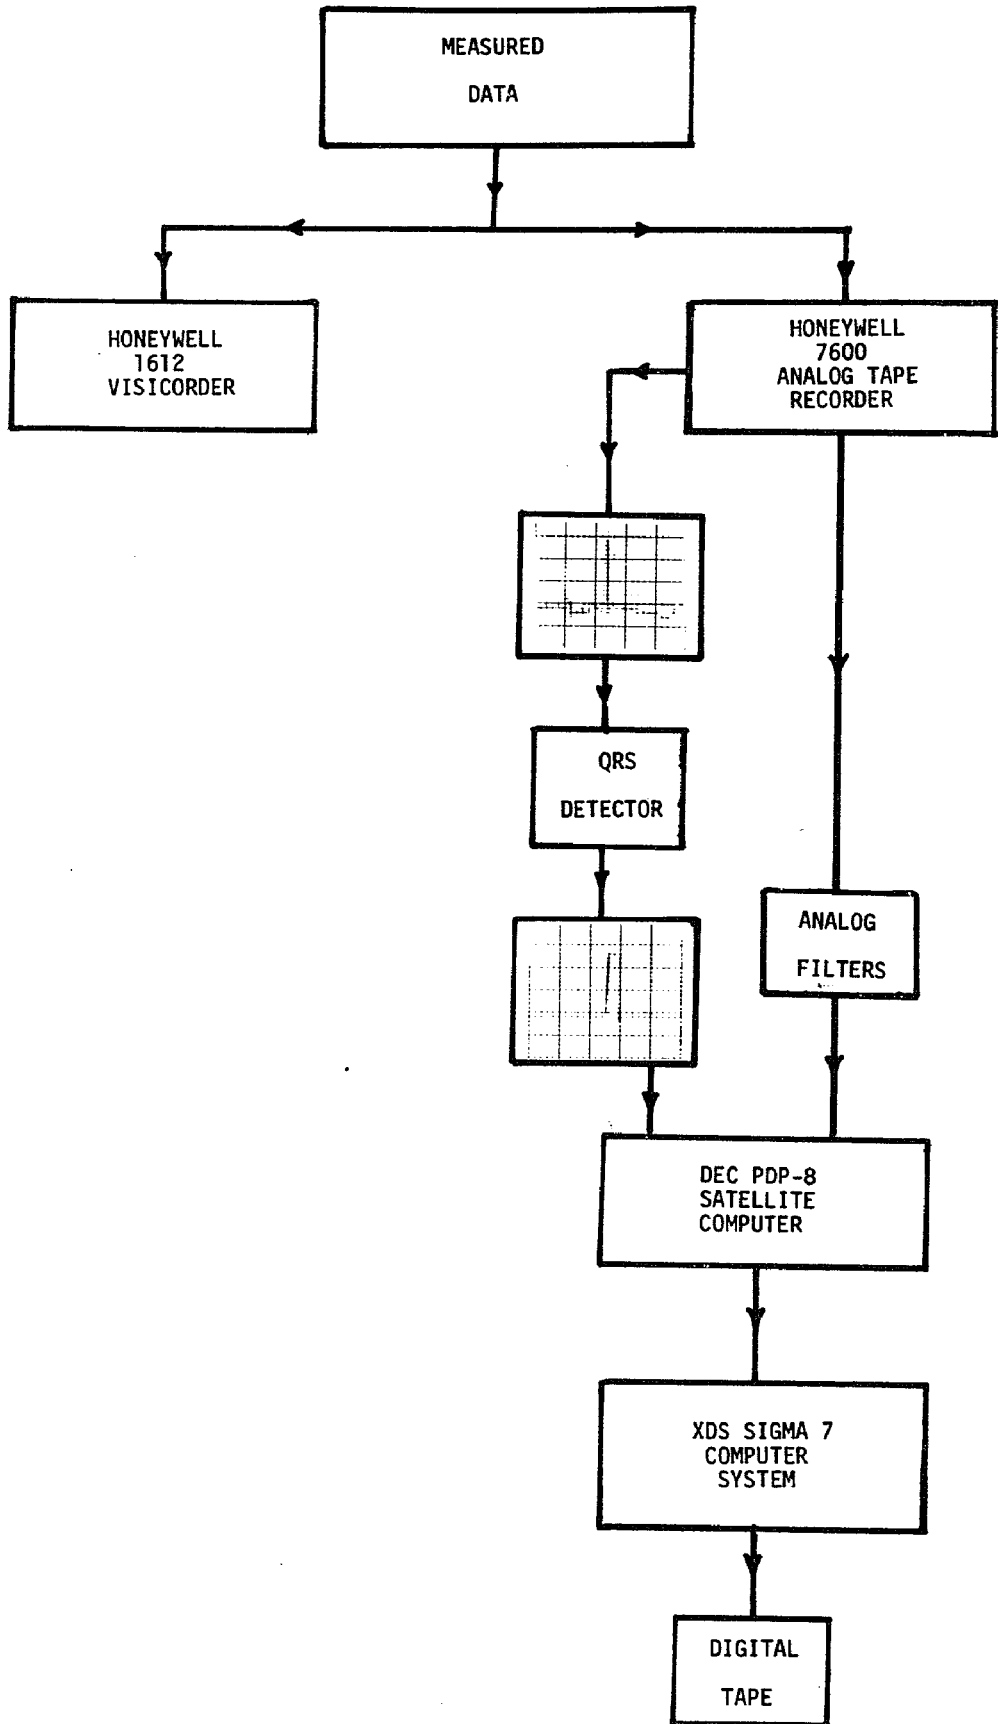 MEASURED
DATA
HONEYWELL
1612
VISICORDER
HONEYWELL
7600
ANALOG TAPE
RECORDER
QRS
DETECTOR
ANALOG
FILTERS
DEC PDP-8
SATELLITE
COMPUTER
XDS SIGMA 7
COMPUTER
SYSTEM
DIGITAL
TAPE